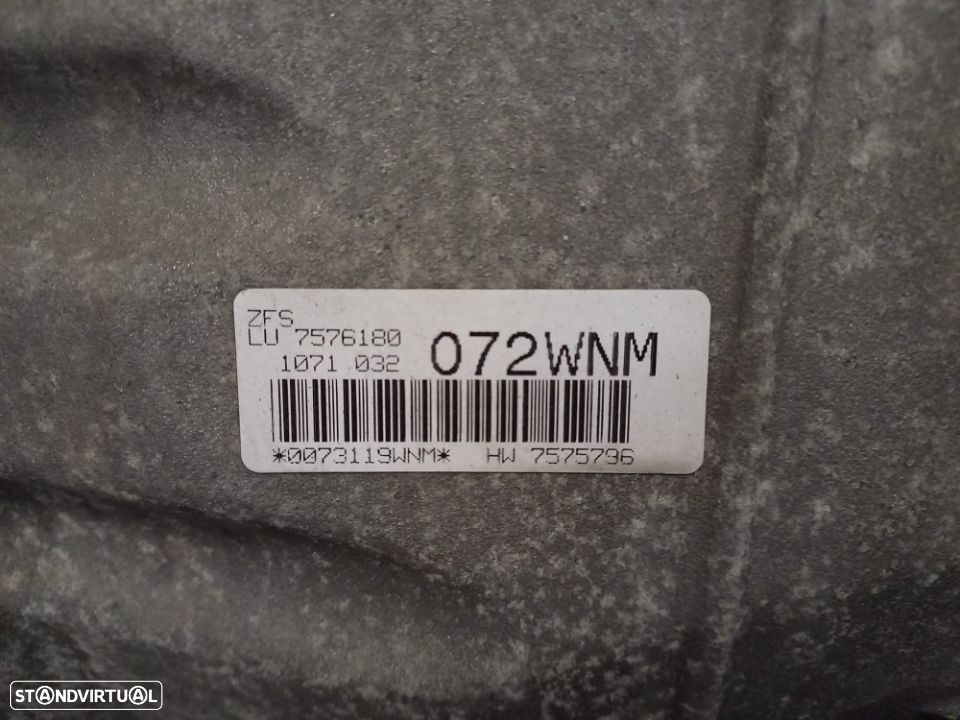 ZFS
LU 7576180
1071 032 072WNM
*0073119WNM* HW 7575796
STANDVIRTUAL